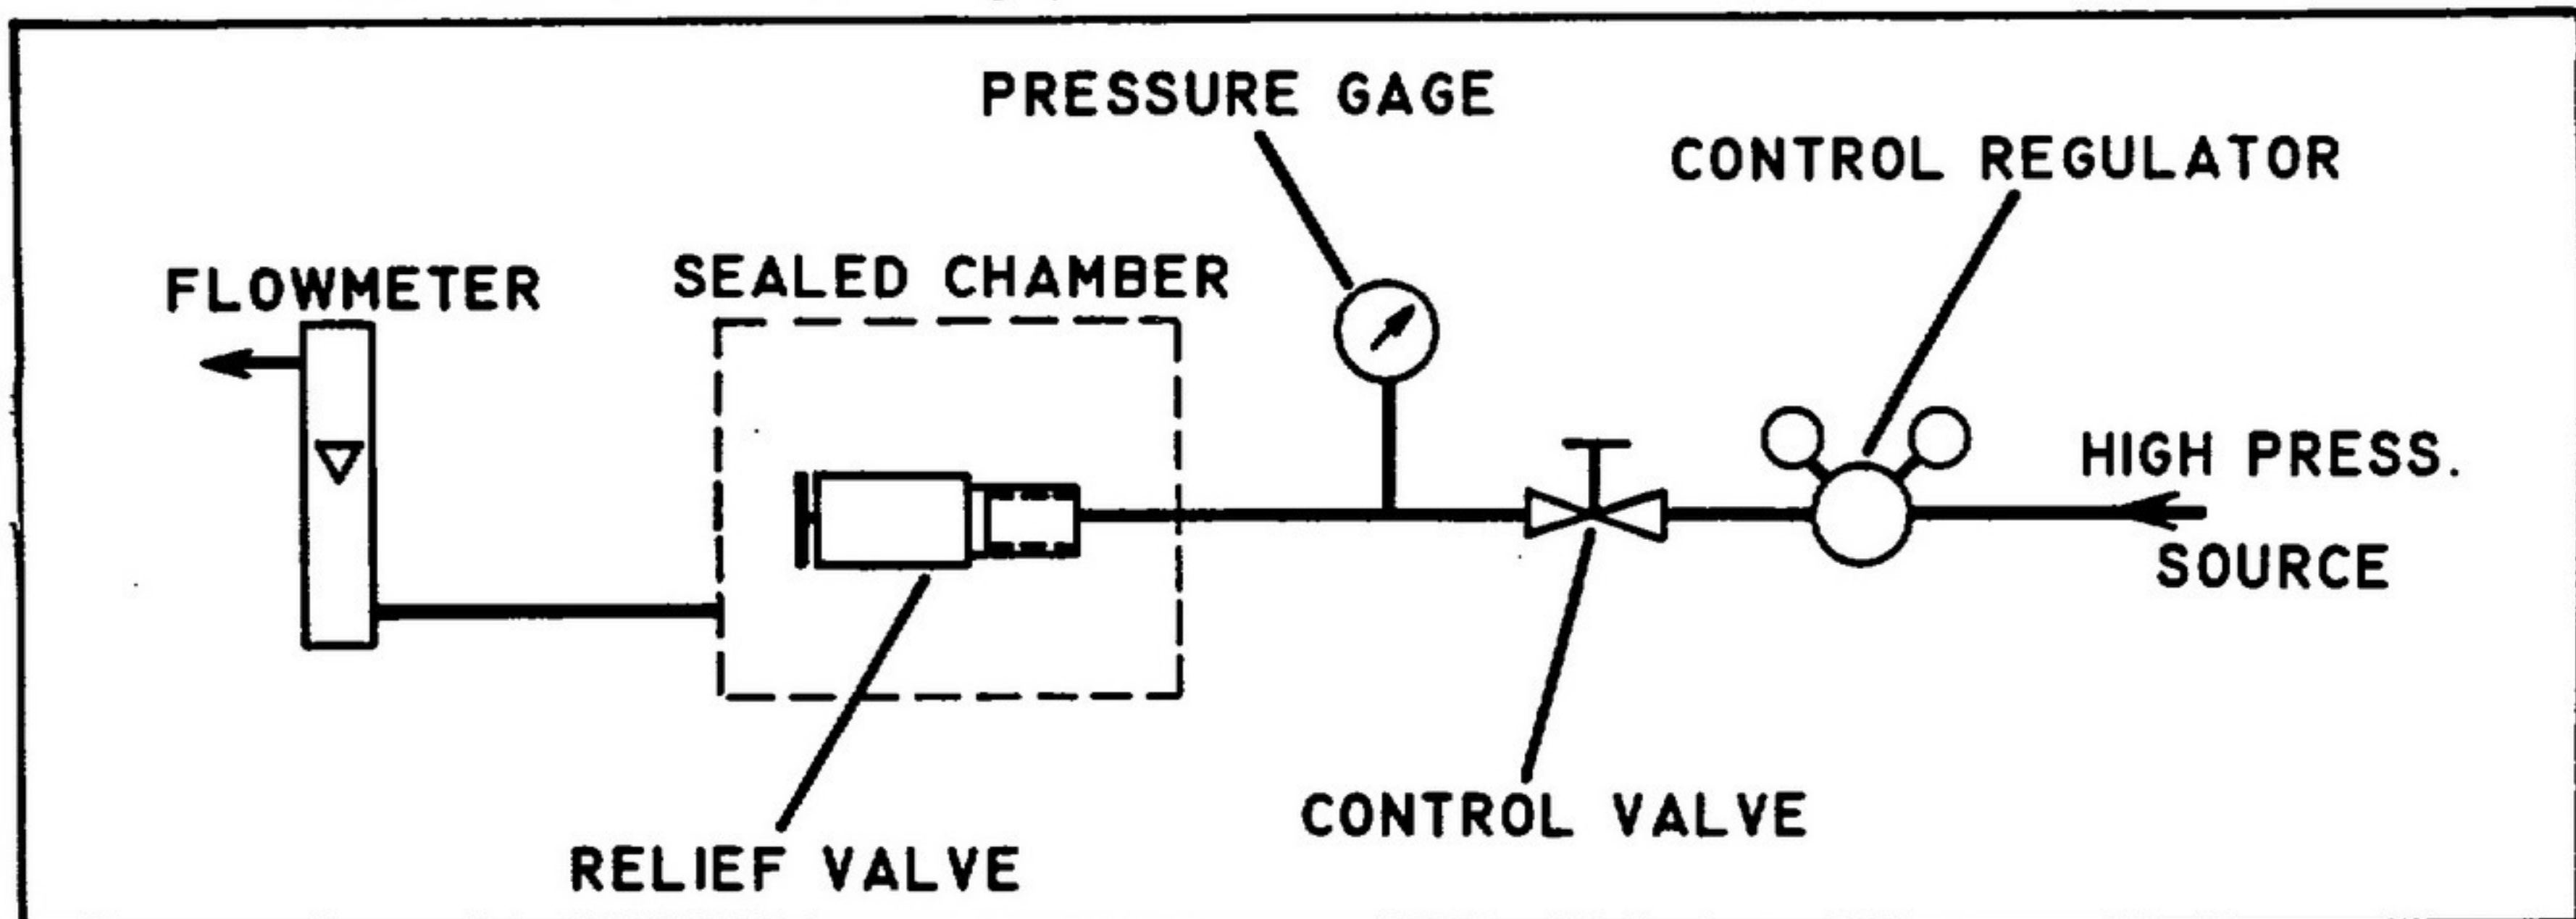 PRESSURE GAGE
CONTROL REGULATOR
FLOWMETER
SEALED CHAMBER
HIGH PRESS.
SOURCE
CONTROL VALVE
RELIEF VALVE